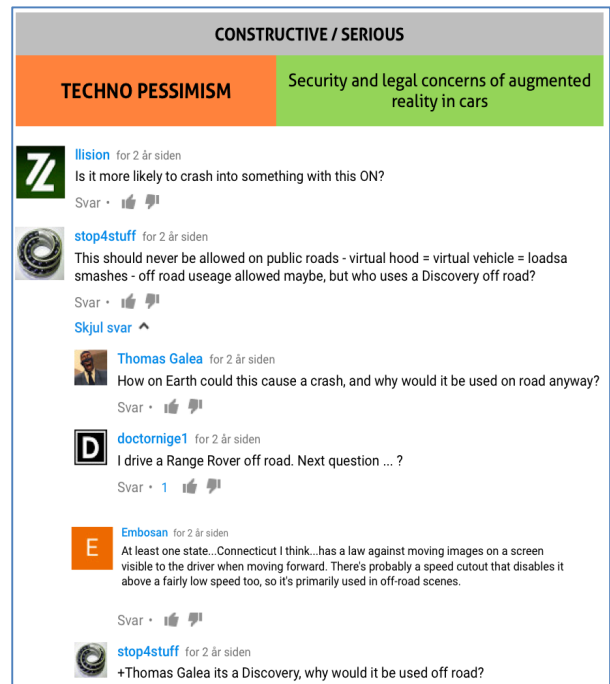 CONSTRUCTIVE / SERIOUS
TECHNO PESSIMISM
Security and legal concerns of augmented
reality in cars
llision for 2 år siden
Is it more likely to crash into something with this ON?
Svar •
stop4stuff for 2 år siden
This should never be allowed on public roads - virtual hood = virtual vehicle = loadsa
smashes - off road useage allowed maybe, but who uses a Discovery off road?
Svar •
Skjul svar
Thomas Galea for 2 år siden
How on Earth could this cause a crash, and why would it be used on road anyway?
Svar •
D
doctornige1 for 2 år siden
I drive a Range Rover off road. Next question ... ?
Svar • 1
E
Embosan for 2 år siden
At least one state...Connecticut I think...has a law against moving images on a screen
visible to the driver when moving forward. There's probably a speed cutout that disables it
above a fairly low speed too, so it's primarily used in off-road scenes.
Svar •
stop4stuff for 2 år siden
+Thomas Galea its a Discovery, why would it be used off road?